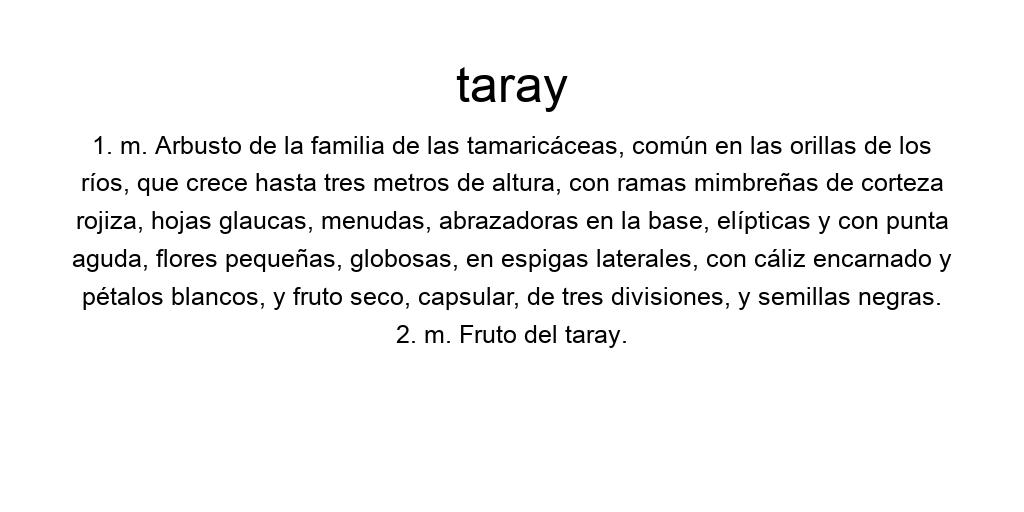 taray
1. m. Arbusto de la familia de las tamaricáceas, común en las orillas de los
ríos, que crece hasta tres metros de altura, con ramas mimbreñas de corteza
rojiza, hojas glaucas, menudas, abrazadoras en la base, elípticas y con punta
aguda, flores pequeñas, globosas, en espigas laterales, con cáliz encarnado y
pétalos blancos, y fruto seco, capsular, de tres divisiones, y semillas negras.
2. m. Fruto del taray.